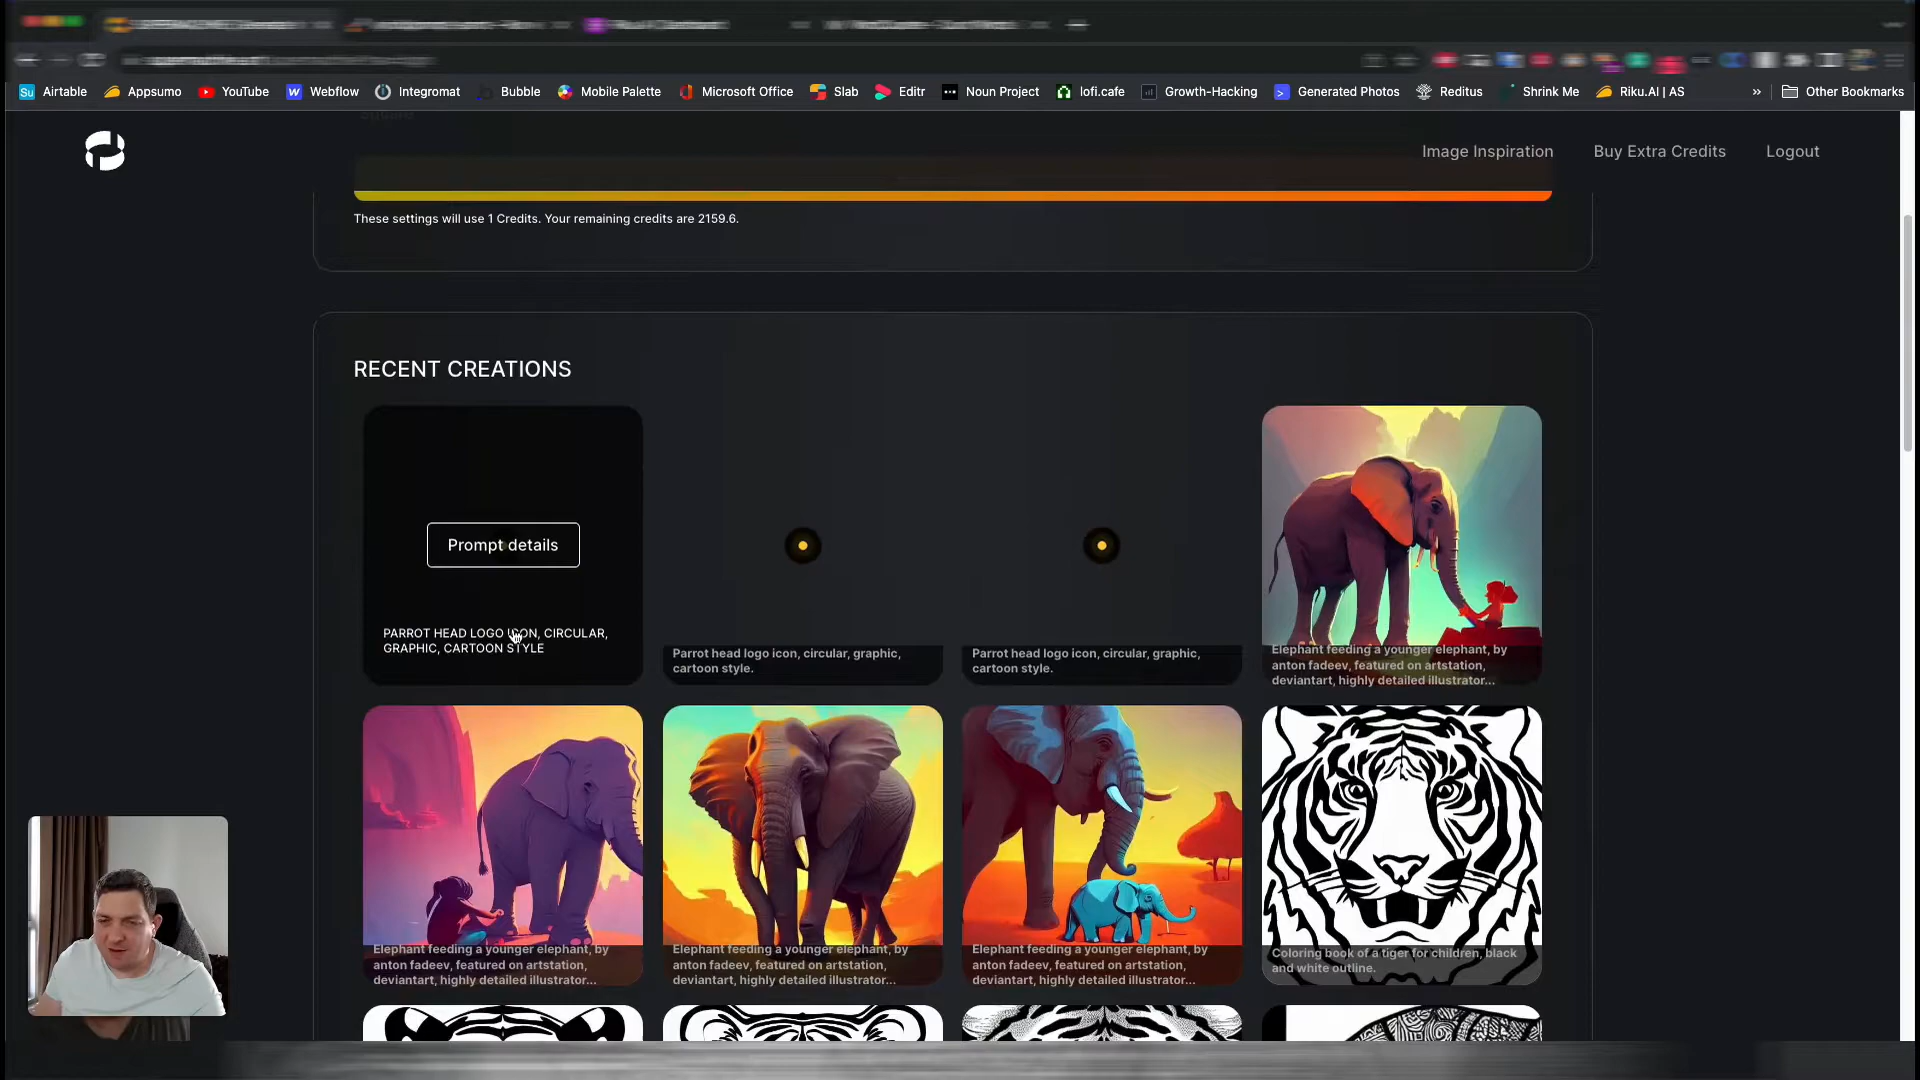 Airtable
Appsumo
YouTube
Webflow
Integromat
Bubble
Mobile Palette
Microsoft Office
Slab
Editr
Noun Project
lofi.cafe
Growth-Hacking
Generated Photos
Reditus
Shrink Me
Riku.AI | AS
»
Other Bookmarks
Image Inspiration
Buy Extra Credits
Logout
These settings will use 1 Credits. Your remaining credits are 2159.6.
RECENT CREATIONS
Prompt details
PARROT HEAD LOGO ICON, CIRCULAR,
GRAPHIC, CARTOON STYLE
Parrot head logo icon, circular, graphic,
cartoon style.
Parrot head logo icon, circular, graphic,
cartoon style.
Elephant feeding a younger elephant, by
anton fadeev, featured on artstation,
deviantart, highly detailed illustrator...
Elephant feeding a younger elephant, by
anton fadeev, featured on artstation,
deviantart, highly detailed illustrator...
Elephant feeding a younger elephant, by
anton fadeev, featured on artstation,
deviantart, highly detailed illustrator...
Elephant feeding a younger elephant, by
anton fadeev, featured on artstation,
deviantart, highly detailed illustrator...
Coloring book of a tiger for children, black
and white outline.